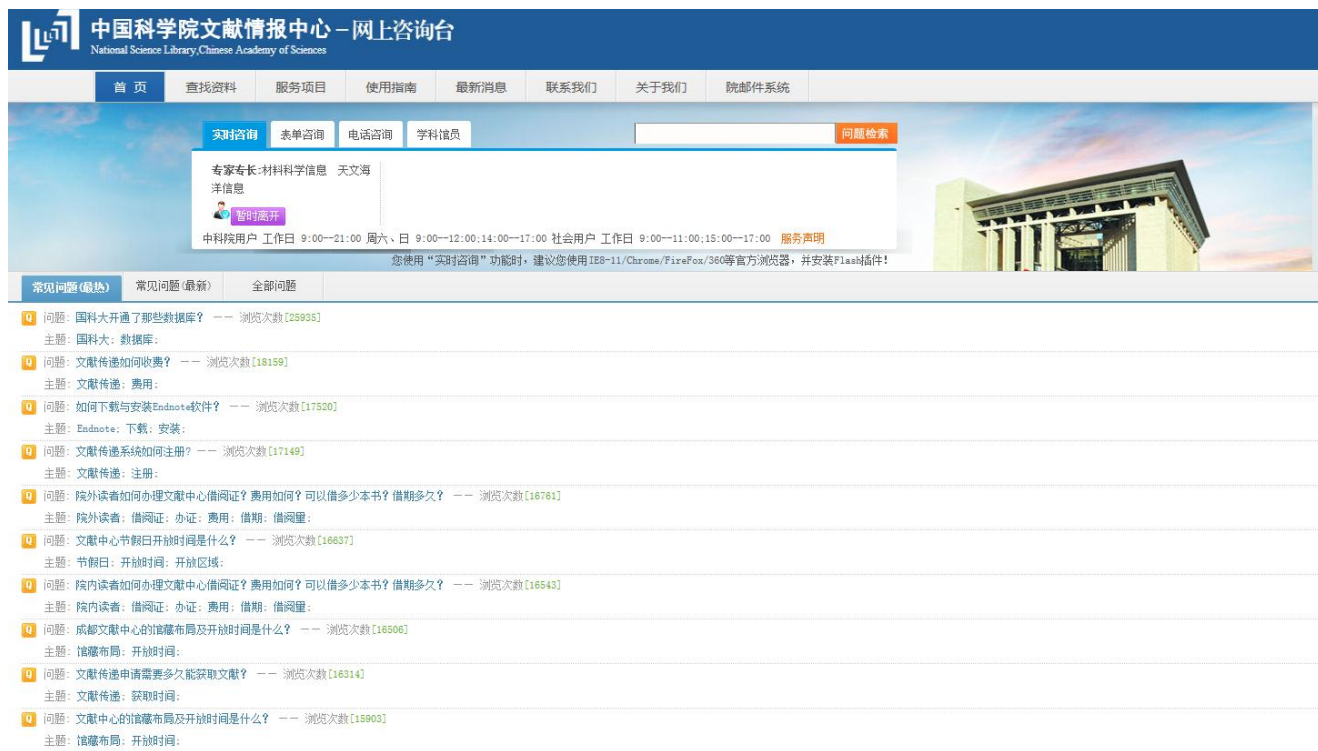 中国科学院文献情报中心－网上咨询台
National Science Library,Chinese Academy of Sciences
首 页 查找资料 服务项目 使用指南 最新消息 联系我们 关于我们 院邮件系统
实时咨询 表单咨询 电话咨询 学科馆员 问题检索
专家专长:材料科学信息 天文海
洋信息
暂时离开
中科院用户 工作日 9:00--21:00 周六、日 9:00--12:00;14:00--17:00 社会用户 工作日 9:00--11:00;15:00--17:00 服务声明
您使用“实时咨询”功能时，建议您使用IE8-11/Chrome/FireFox/360等官方浏览器，并安装Flash插件！
常见问题(最热) 常见问题(最新) 全部问题
Q 问题：国科大开通了那些数据库？ —— 浏览次数[25935]
主题：国科大；数据库；
Q 问题：文献传递如何收费？ —— 浏览次数[18159]
主题：文献传递；费用；
Q 问题：如何下载与安装Endnote软件？ —— 浏览次数[17520]
主题：Endnote；下载；安装；
Q 问题：文献传递系统如何注册？—— 浏览次数[17149]
主题：文献传递；注册；
Q 问题：院外读者如何办理文献中心借阅证？费用如何？可以借多少本书？借期多久？ —— 浏览次数[16761]
主题：院外读者；借阅证；办证；费用；借期；借阅量；
Q 问题：文献中心节假日开放时间是什么？ —— 浏览次数[16637]
主题：节假日；开放时间；开放区域；
Q 问题：院内读者如何办理文献中心借阅证？费用如何？可以借多少本书？借期多久？ —— 浏览次数[16543]
主题：院内读者；借阅证；办证；费用；借期；借阅量；
Q 问题：成都文献中心的馆藏布局及开放时间是什么？ —— 浏览次数[16506]
主题：馆藏布局；开放时间；
Q 问题：文献传递申请需要多久能获取文献？ —— 浏览次数[16314]
主题：文献传递；获取时间；
Q 问题：文献中心的馆藏布局及开放时间是什么？ —— 浏览次数[15903]
主题：馆藏布局；开放时间；